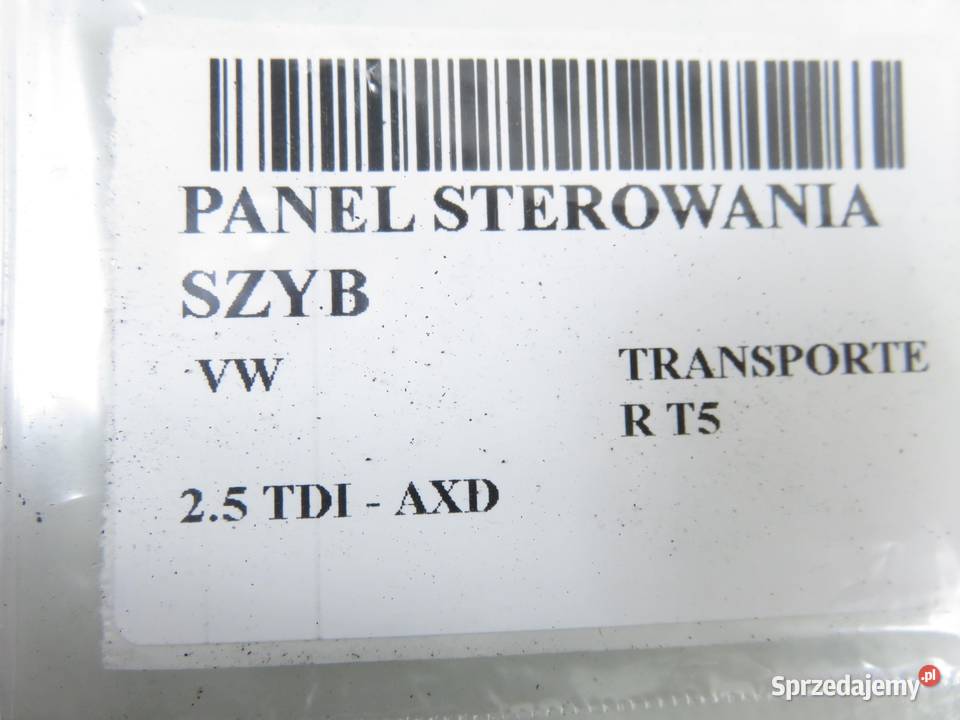 PANEL STEROWANIA
SZYB
VW
TRANSPORTE
R T5
2.5 TDI - AXD
Sprzedajemy.pl